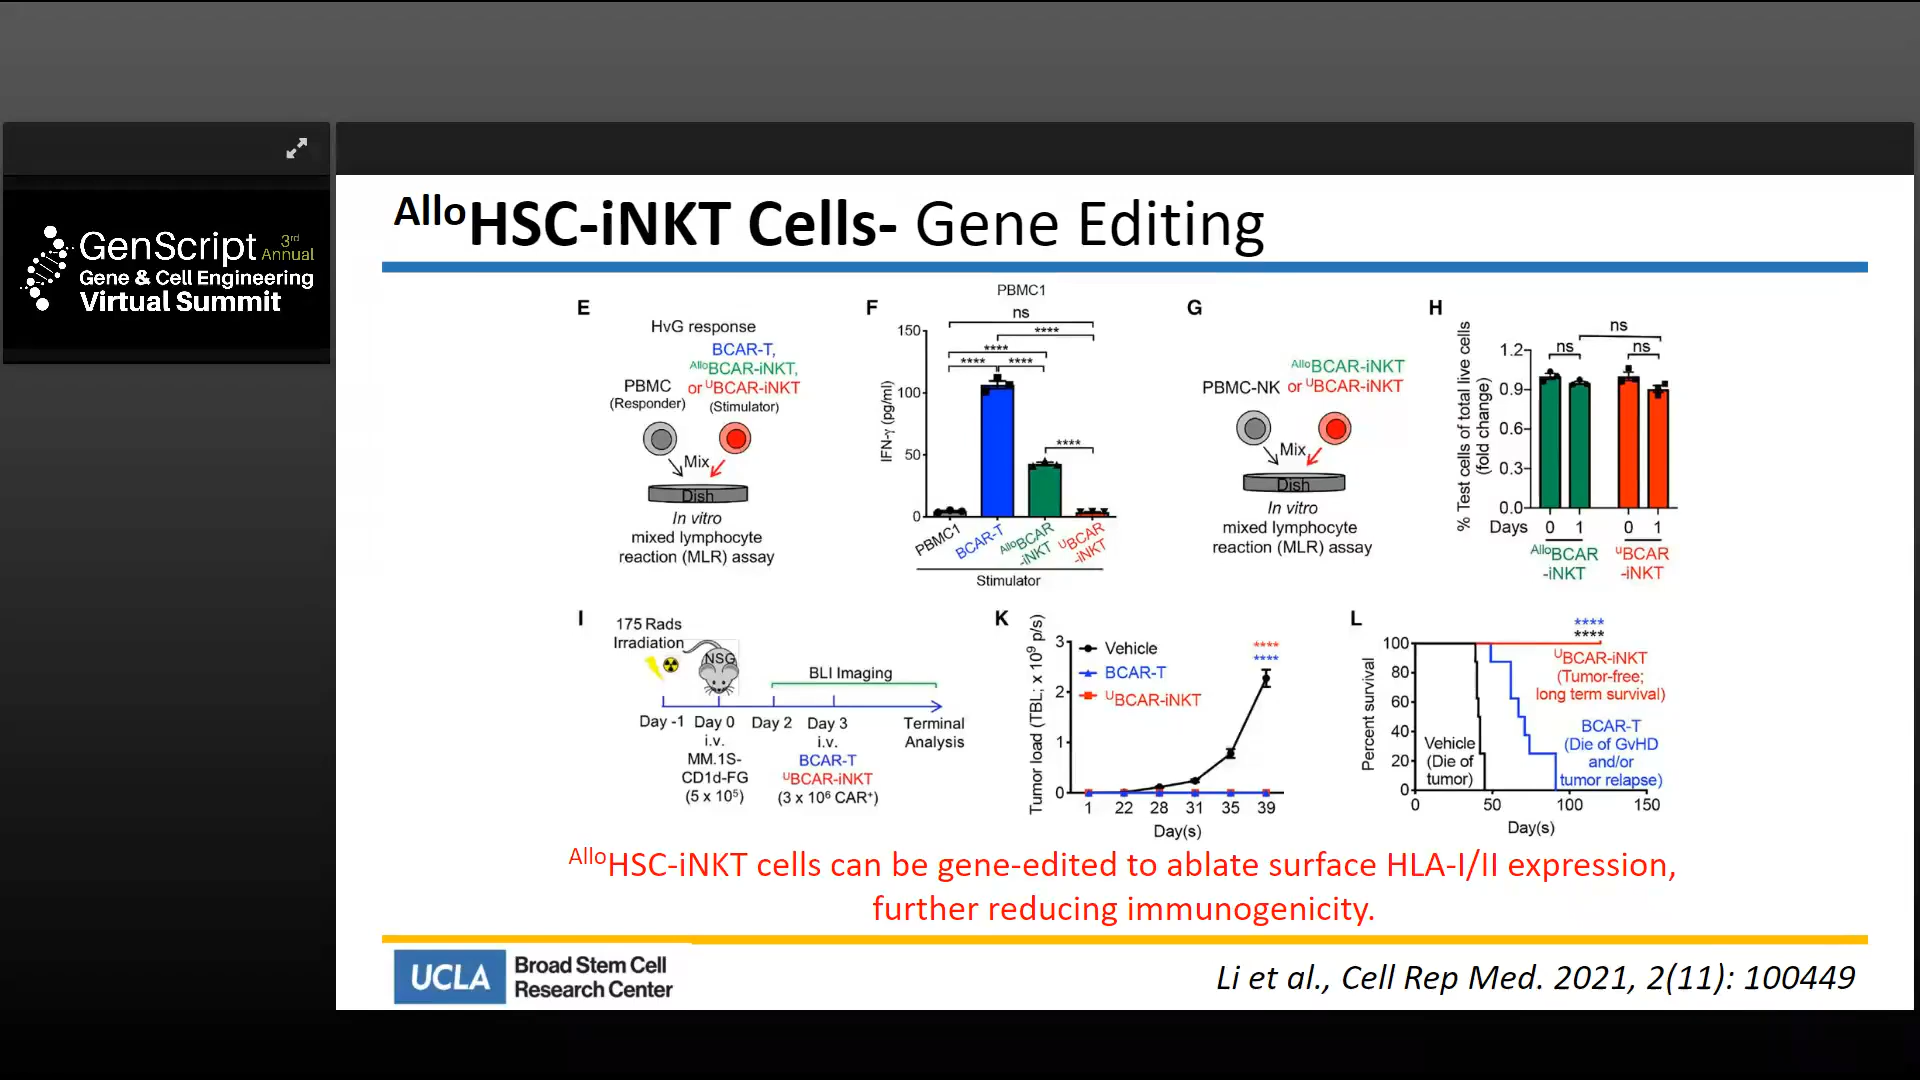 GenScript 3rd Annual
Gene & Cell Engineering
Virtual Summit
AlloHSC-iNKT Cells- Gene Editing
E
HvG response
BCAR-T,
AlloBCAR-iNKT,
PBMC or UBCAR-iNKT
(Responder) (Stimulator)
Mix
Dish
In vitro
mixed lymphocyte
reaction (MLR) assay
F
PBMC1
ns
****
****
**** ****
****
IFN-γ (pg/ml)
150
100
50
0
PBMC1
BCAR-T
AlloBCAR
-iNKT
UBCAR
-iNKT
Stimulator
G
AlloBCAR-iNKT
PBMC-NK or UBCAR-iNKT
Mix
Dish
In vitro
mixed lymphocyte
reaction (MLR) assay
H
% Test cells of total live cells
(fold change)
ns
ns ns
1.2
0.9
0.6
0.3
0.0
Days 0 1 0 1
AlloBCAR
-iNKT
UBCAR
-iNKT
I
175 Rads
Irradiation
NSG
BLI Imaging
Day -1 Day 0 Day 2 Day 3 Terminal
Analysis
i.v.
MM.1S-
CD1d-FG
(5 x 10⁵)
i.v.
BCAR-T
UBCAR-iNKT
(3 x 10⁶ CAR⁺)
K
Tumor load (TBL; x 10⁹ p/s)
3
2
1
0
Vehicle
BCAR-T
UBCAR-iNKT
****
****
1 22 28 31 35 39
Day(s)
L
Percent survival
100
80
60
40
20
0
****
****
UBCAR-iNKT
(Tumor-free;
long term survival)
BCAR-T
(Die of GvHD
and/or
tumor relapse)
Vehicle
(Die of
tumor)
0 50 100 150
Day(s)
AlloHSC-iNKT cells can be gene-edited to ablate surface HLA-I/II expression,
further reducing immunogenicity.
UCLA Broad Stem Cell
Research Center
Li et al., Cell Rep Med. 2021, 2(11): 100449